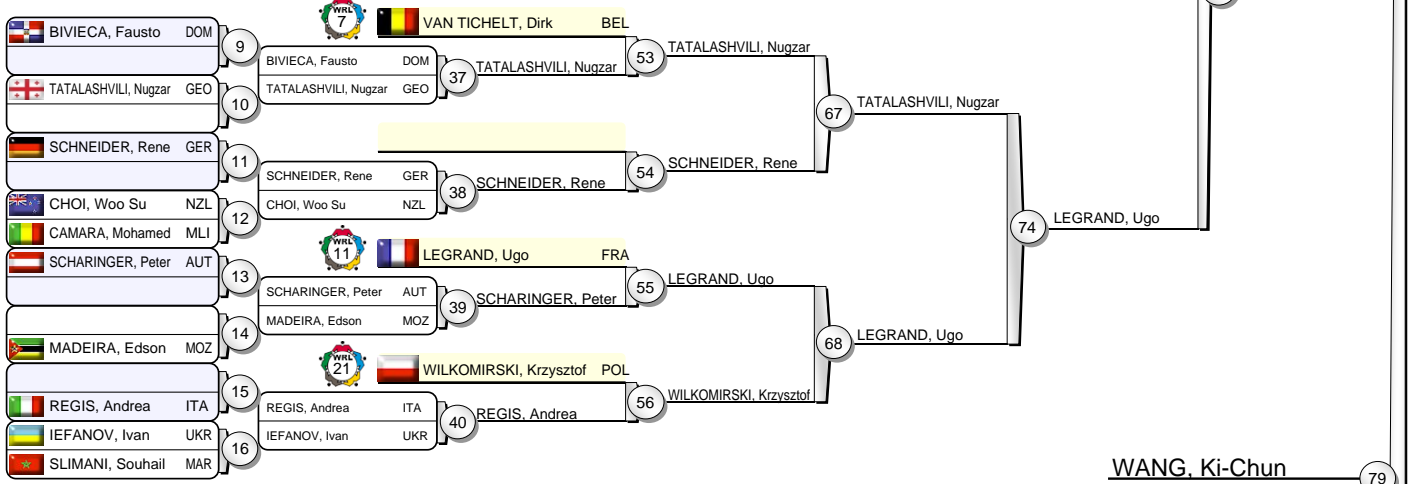 BIVIECA, Fausto DOM
9
TATALASHVILI, Nugzar GEO
10
SCHNEIDER, Rene GER
11
CHOI, Woo Su NZL
12
CAMARA, Mohamed MLI
SCHARINGER, Peter AUT
13
14
MADEIRA, Edson MOZ
15
REGIS, Andrea ITA
IEFANOV, Ivan UKR
16
SLIMANI, Souhail MAR
BIVIECA, Fausto DOM
37
TATALASHVILI, Nugzar GEO
SCHNEIDER, Rene GER
38
CHOI, Woo Su NZL
SCHARINGER, Peter AUT
39
MADEIRA, Edson MOZ
REGIS, Andrea ITA
40
IEFANOV, Ivan UKR
WRL
7
VAN TICHELT, Dirk BEL
53
TATALASHVILI, Nugzar
54
SCHNEIDER, Rene
WRL
11
LEGRAND, Ugo FRA
55
SCHARINGER, Peter
WRL
21
WILKOMIRSKI, Krzysztof POL
56
REGIS, Andrea
TATALASHVILI, Nugzar
67
SCHNEIDER, Rene
LEGRAND, Ugo
68
WILKOMIRSKI, Krzysztof
TATALASHVILI, Nugzar
74
LEGRAND, Ugo
LEGRAND, Ugo
WANG, Ki-Chun
79